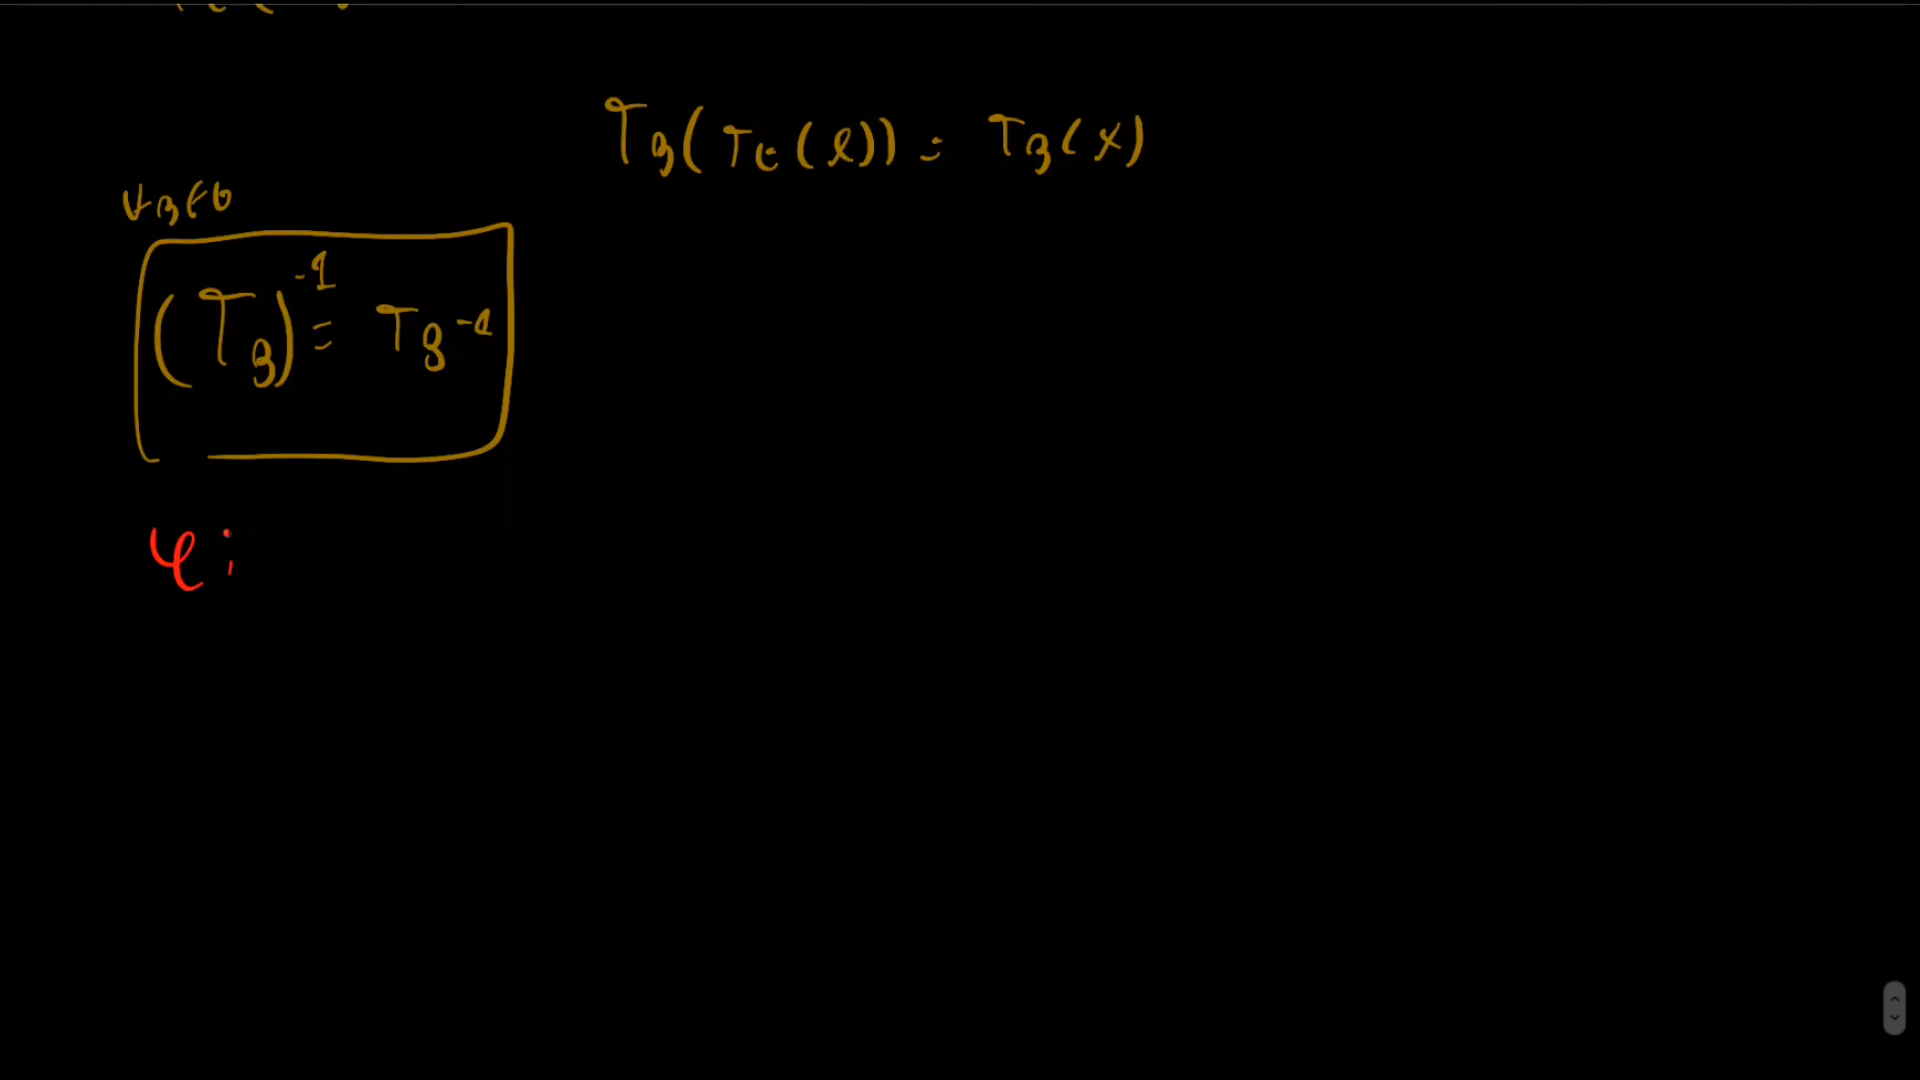 T_g(T_e(l)) = T_g(x)
∀g∈G
(T_g)^{-1} = T_{g^{-1}}
φ: